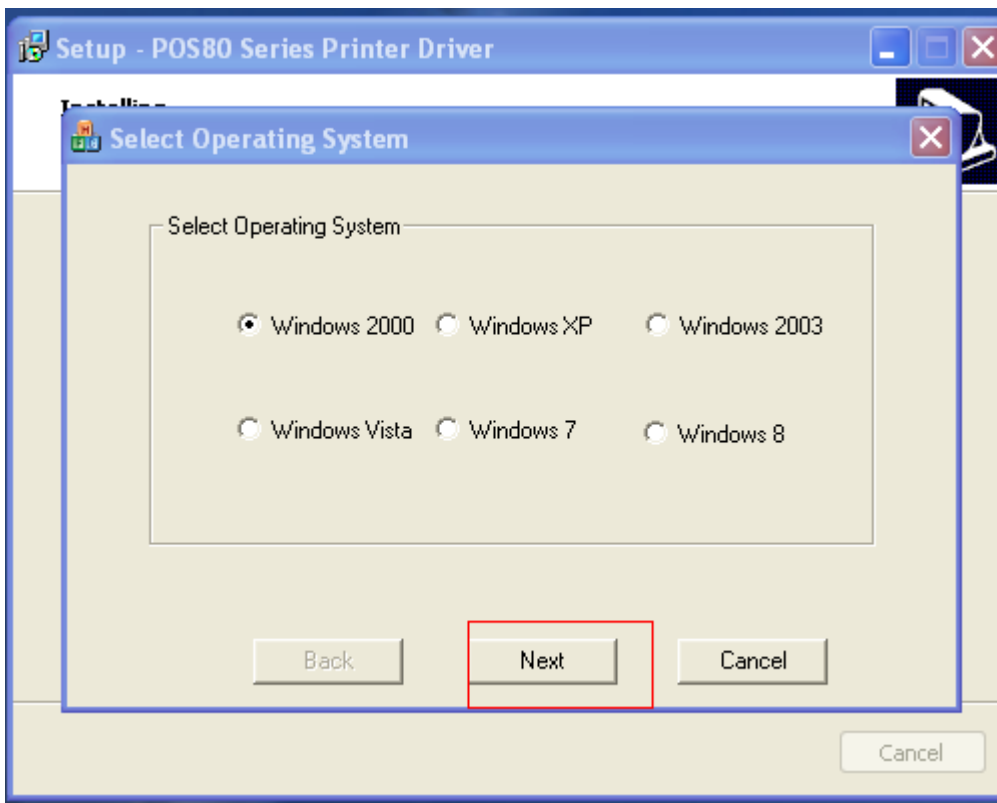 Setup - POS80 Series Printer Driver
Installing
Select Operating System
Select Operating System
Windows 2000 Windows XP Windows 2003
Windows Vista Windows 7 Windows 8
Back Next Cancel
Cancel